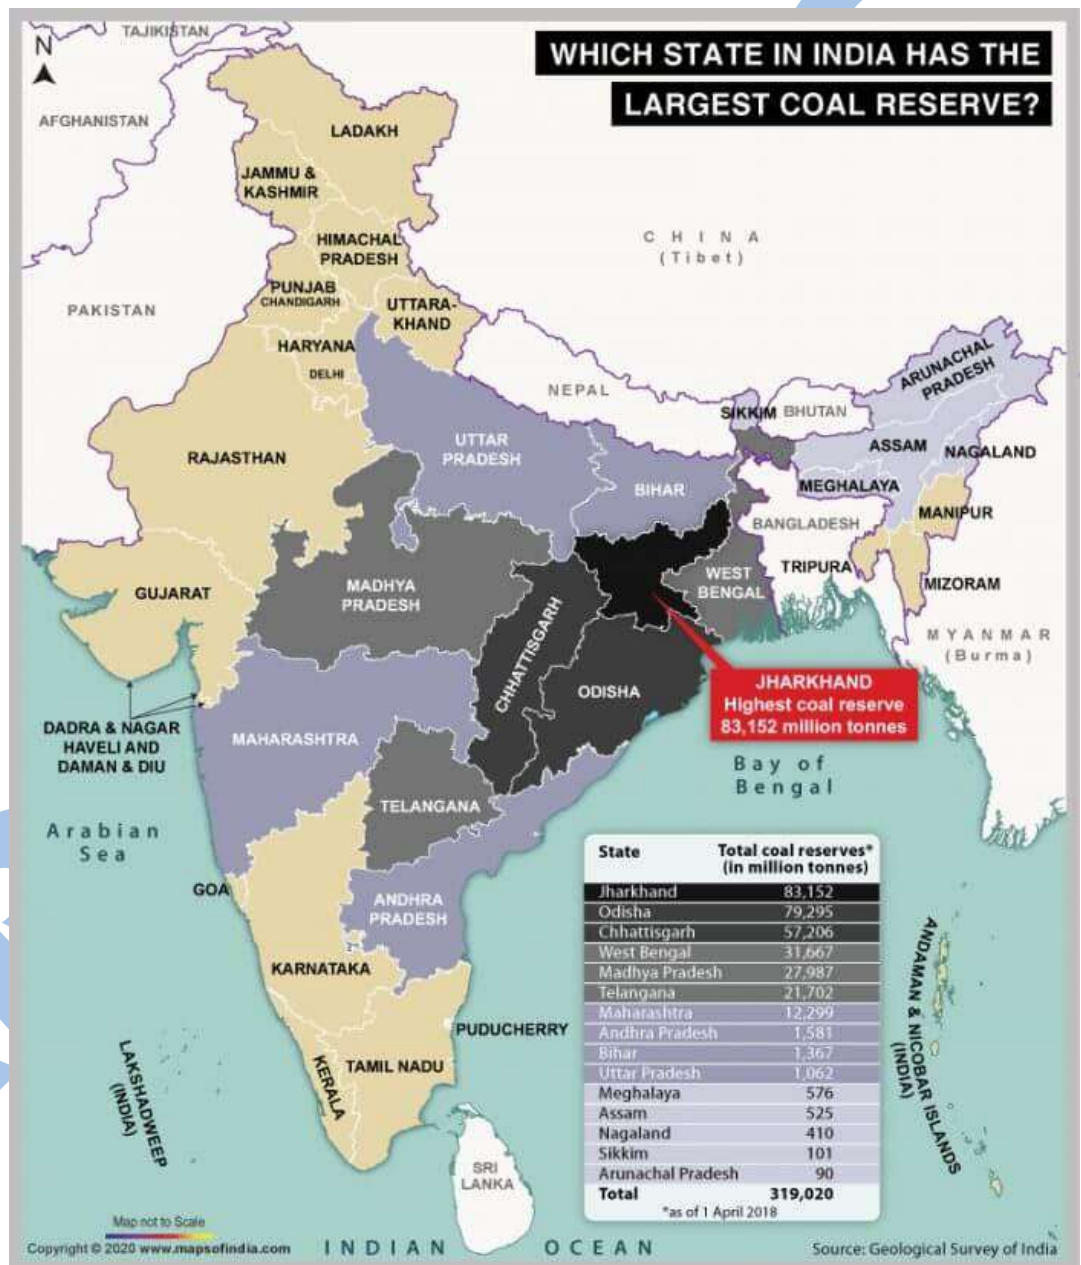 WHICH STATE IN INDIA HAS THE
LARGEST COAL RESERVE?
N
TAJIKISTAN
AFGHANISTAN
LADAKH
JAMMU &
KASHMIR
HIMACHAL
PRADESH
CHINA
(Tibet)
PAKISTAN
PUNJAB
CHANDIGARH
UTTARA-
KHAND
HARYANA
DELHI
NEPAL
ARUNACHAL
PRADESH
SIKKIM
BHUTAN
RAJASTHAN
UTTAR
PRADESH
ASSAM
NAGALAND
BIHAR
MEGHALAYA
MANIPUR
BANGLADESH
GUJARAT
MADHYA
PRADESH
WEST
BENGAL
TRIPURA
MIZORAM
CHHATTISGARH
MYANMAR
(Burma)
ODISHA
JHARKHAND
Highest coal reserve
83,152 million tonnes
DADRA & NAGAR
HAVELI AND
DAMAN & DIU
MAHARASHTRA
Bay of
Bengal
TELANGANA
Arabian
Sea
GOA
ANDHRA
PRADESH
KARNATAKA
PUDUCHERRY
TAMIL NADU
KERALA
LAKSHADWEEP
(INDIA)
ANDAMAN & NICOBAR ISLANDS
(INDIA)
SRI
LANKA
State Total coal reserves*
(in million tonnes)
Jharkhand 83,152
Odisha 79,295
Chhattisgarh 57,206
West Bengal 31,667
Madhya Pradesh 27,987
Telangana 21,702
Maharashtra 12,299
Andhra Pradesh 1,581
Bihar 1,367
Uttar Pradesh 1,062
Meghalaya 576
Assam 525
Nagaland 410
Sikkim 101
Arunachal Pradesh 90
Total 319,020
*as of 1 April 2018
Map not to Scale
Copyright © 2020 www.mapsofindia.com
INDIAN OCEAN
Source: Geological Survey of India